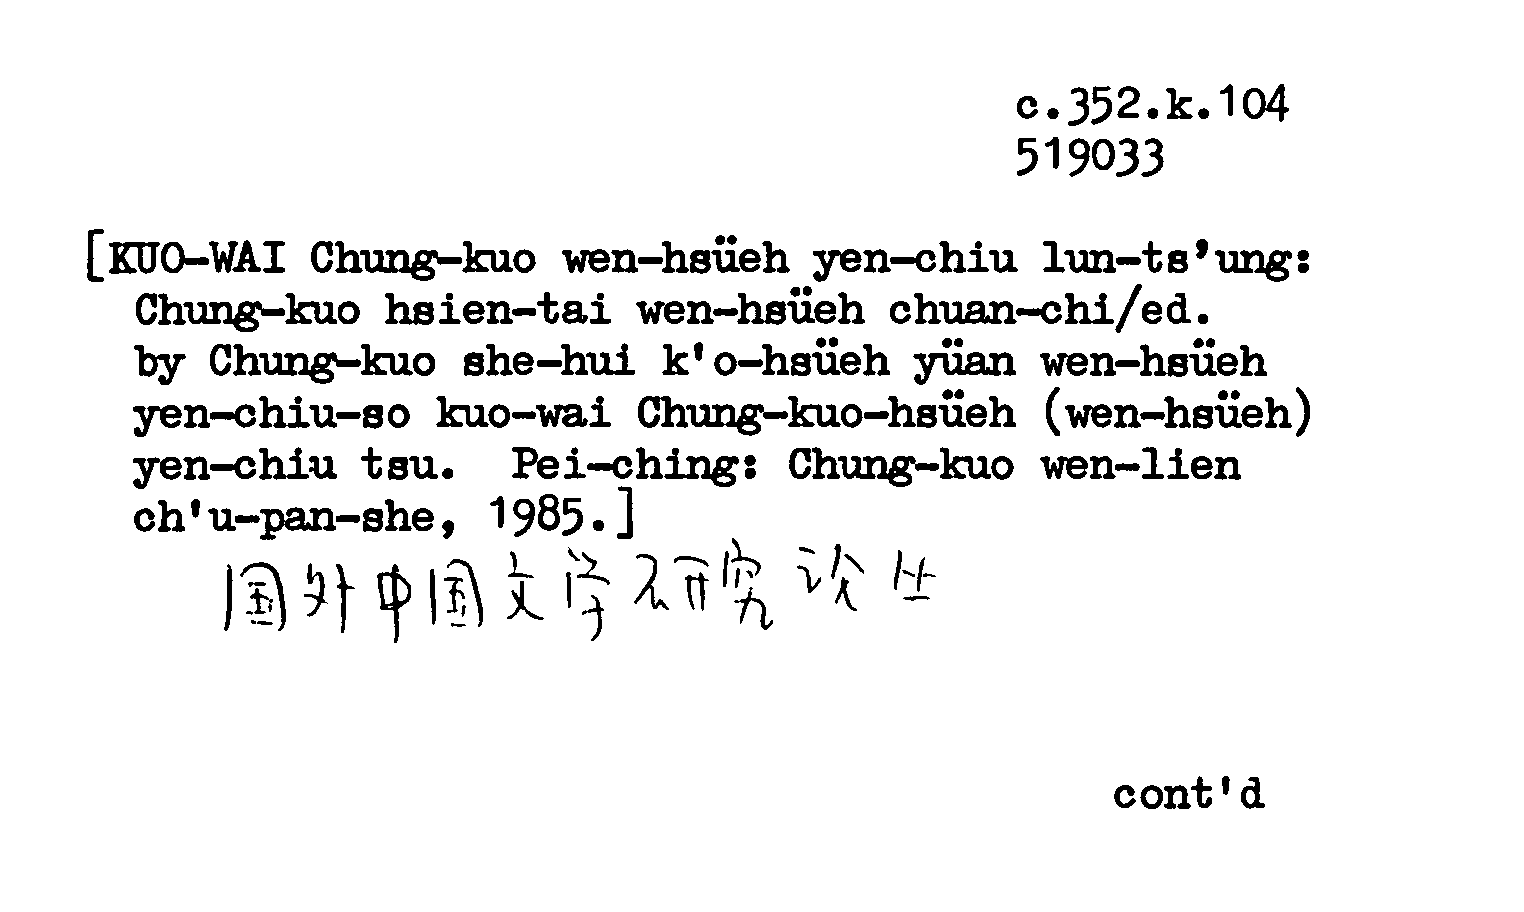 c.352.k.104
519033
[KUO-WAI Chung-kuo wen-hsüeh yen-chiu lun-ts'ung:
Chung-kuo hsien-tai wen-hsüeh chuan-chi/ed.
by Chung-kuo she-hui k'o-hsüeh yüan wen-hsüeh
yen-chiu-so kuo-wai Chung-kuo-hsüeh (wen-hsüeh)
yen-chiu tsu. Pei-ching: Chung-kuo wen-lien
ch'u-pan-she, 1985.]
国外中国文学研究论丛
cont'd